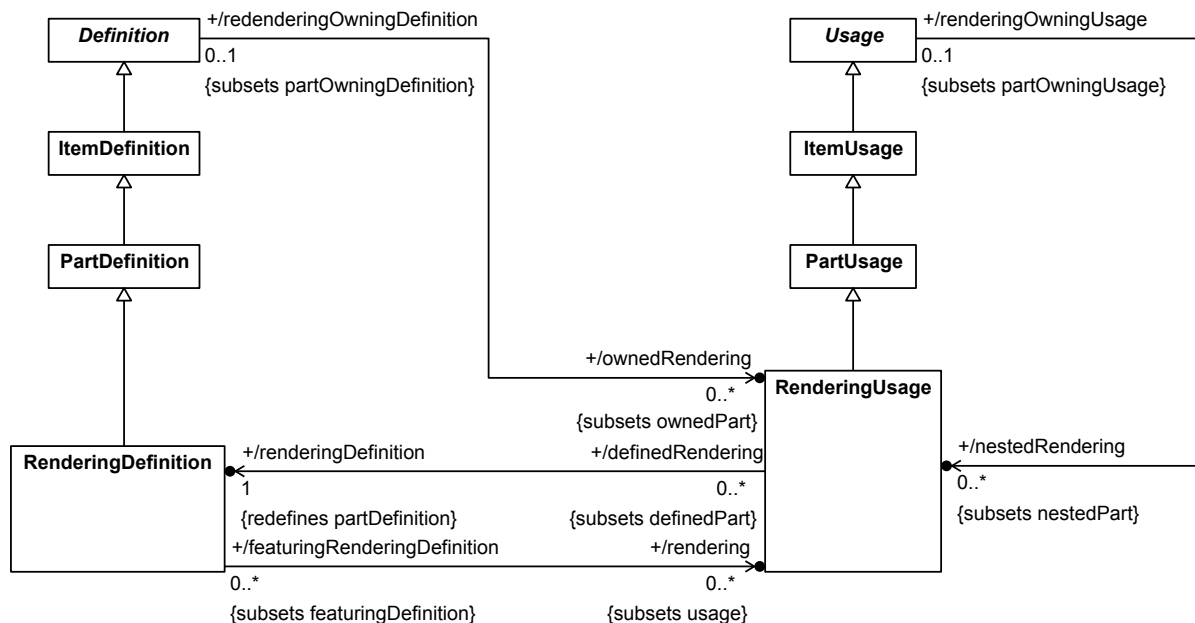 +/redenderingOwningDefinition
+/renderingOwningUsage
Definition
Usage
0..1
0..1
{subsets partOwningDefinition}
{subsets partOwningUsage}
ItemDefinition
ItemUsage
PartDefinition
PartUsage
+/ownedRendering
RenderingUsage
0..*
{subsets ownedPart}
RenderingDefinition
+/renderingDefinition
+/definedRendering
+/nestedRendering
1
0..*
0..*
{redefines partDefinition}
{subsets definedPart}
{subsets nestedPart}
+/featuringRenderingDefinition
+/rendering
0..*
0..*
{subsets featuringDefinition}
{subsets usage}